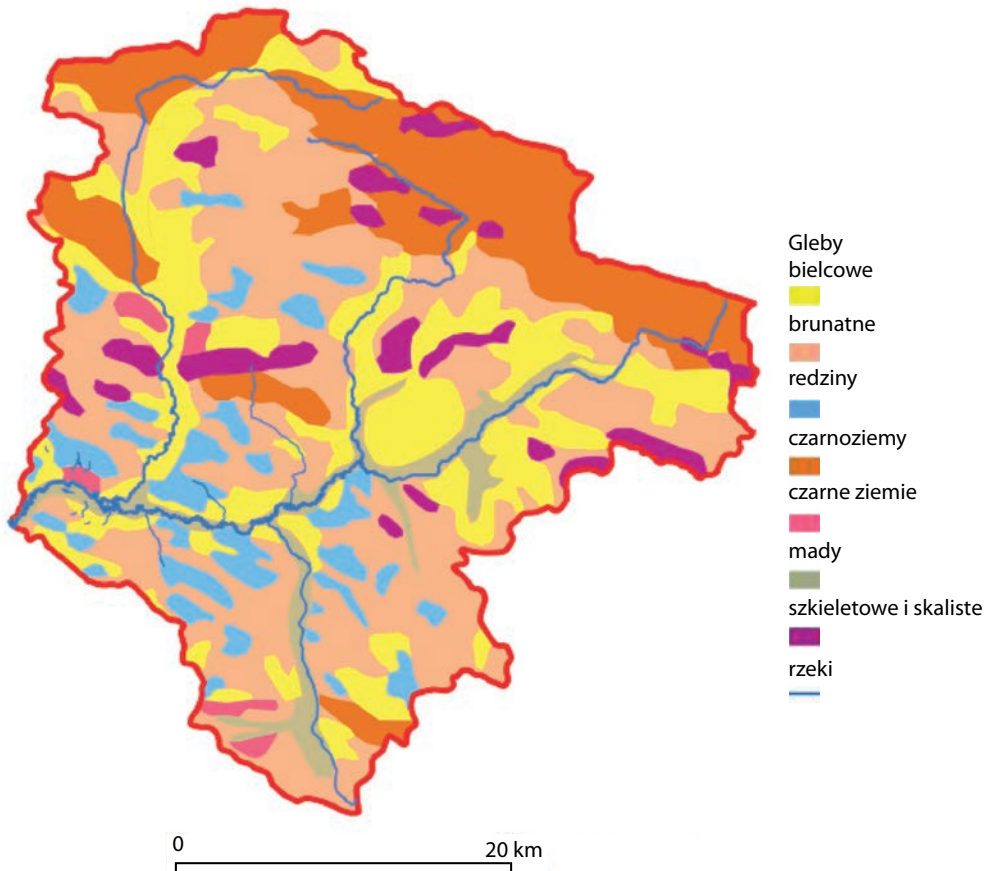 Gleby
bielcowe
brunatne
redziny
czarnoziemy
czarne ziemie
mady
szkieletowe i skaliste
rzeki
0 20 km